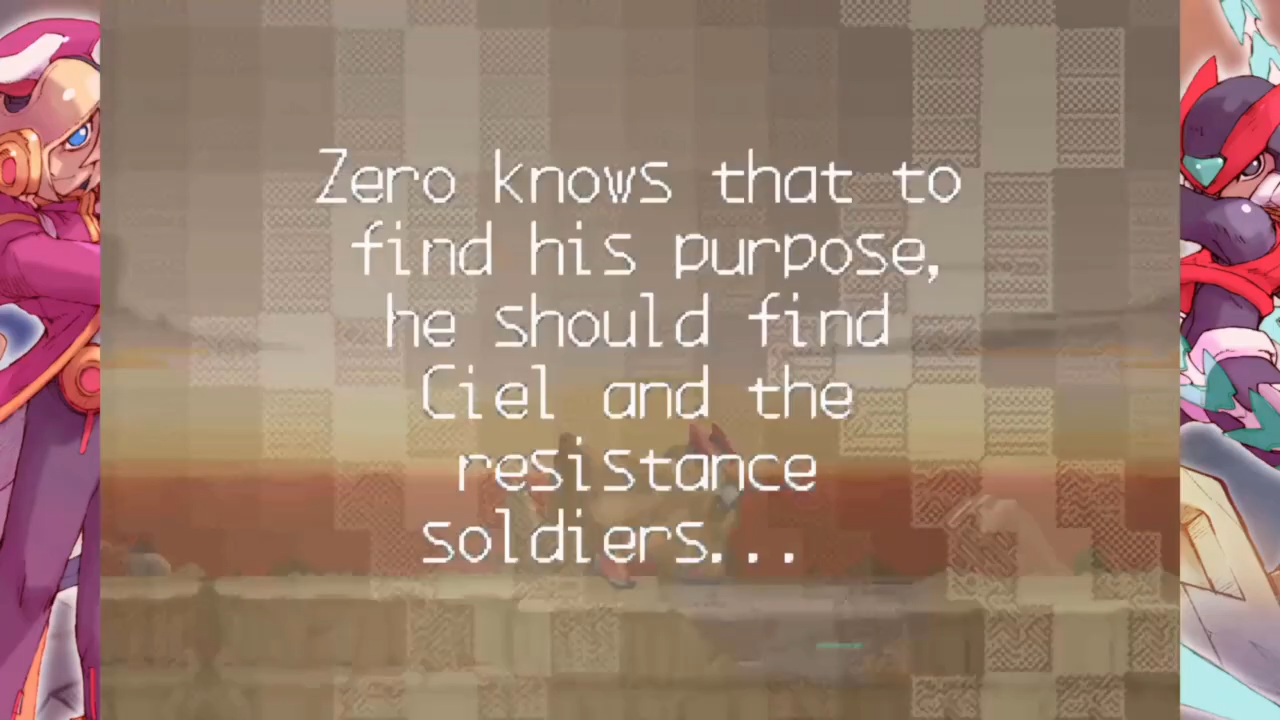 Zero knows that to
find his purpose,
he should find
Ciel and the
resistance
soldiers...